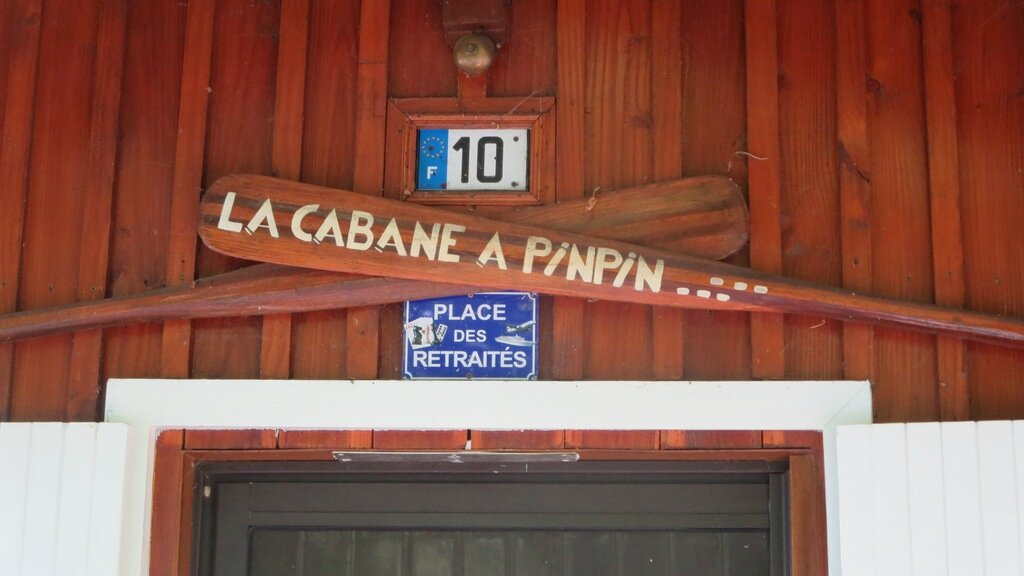 F 10
LA CABANE A PiNPiN ......
PLACE
DES
RETRAITÉS